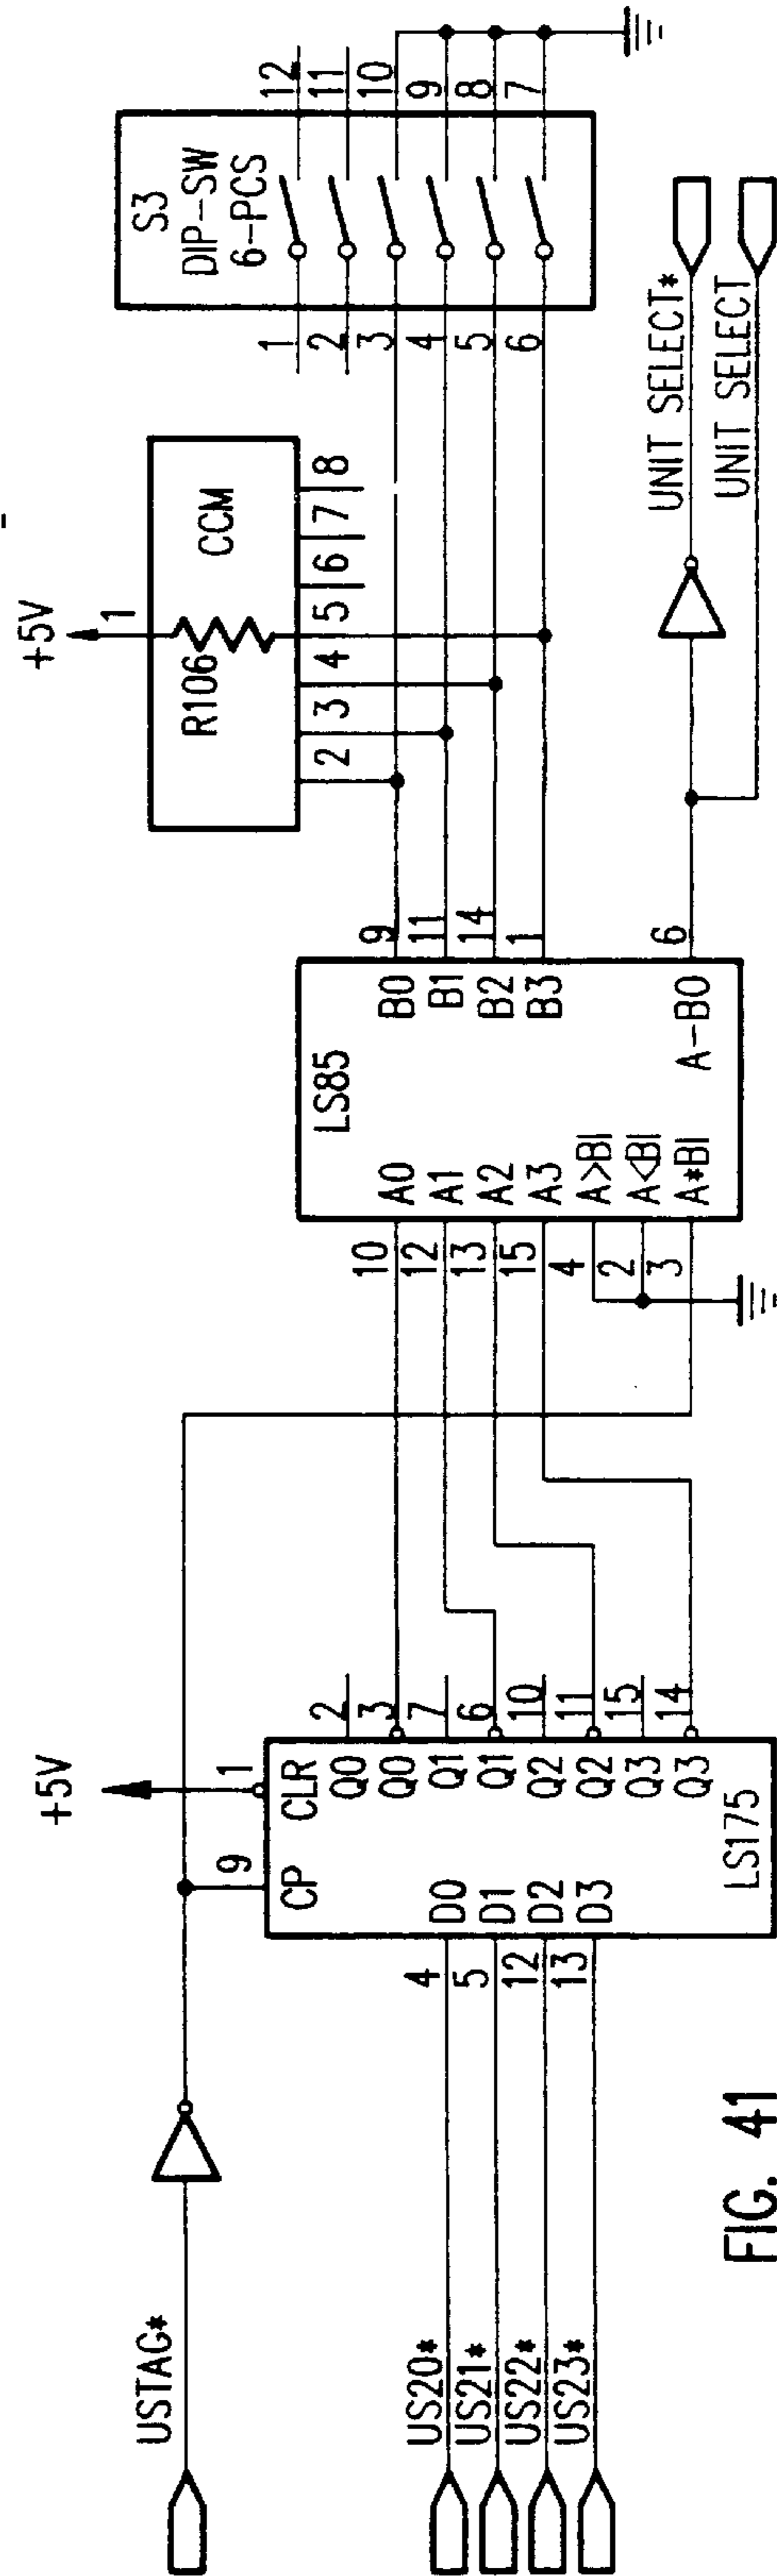 USTAG*
US20*
US21*
US22*
US23*
FIG. 41
+5V
9
1
CP
CLR
4
5
12
13
D0
D1
D2
D3
Q0
Q0
Q1
Q1
Q2
Q2
Q3
Q3
2
3
7
6
10
11
15
14
LS175
10
12
13
15
4
2
3
LS85
A0
A1
A2
A3
A>BI
A<BI
A*BI
B0
B1
B2
B3
A-B0
9
11
14
1
6
+5V
1
R106
CCM
2
3
4
5
6
7
8
S3
DIP-SW
6-PCS
1
2
3
4
5
6
12
11
10
9
8
7
UNIT SELECT*
UNIT SELECT